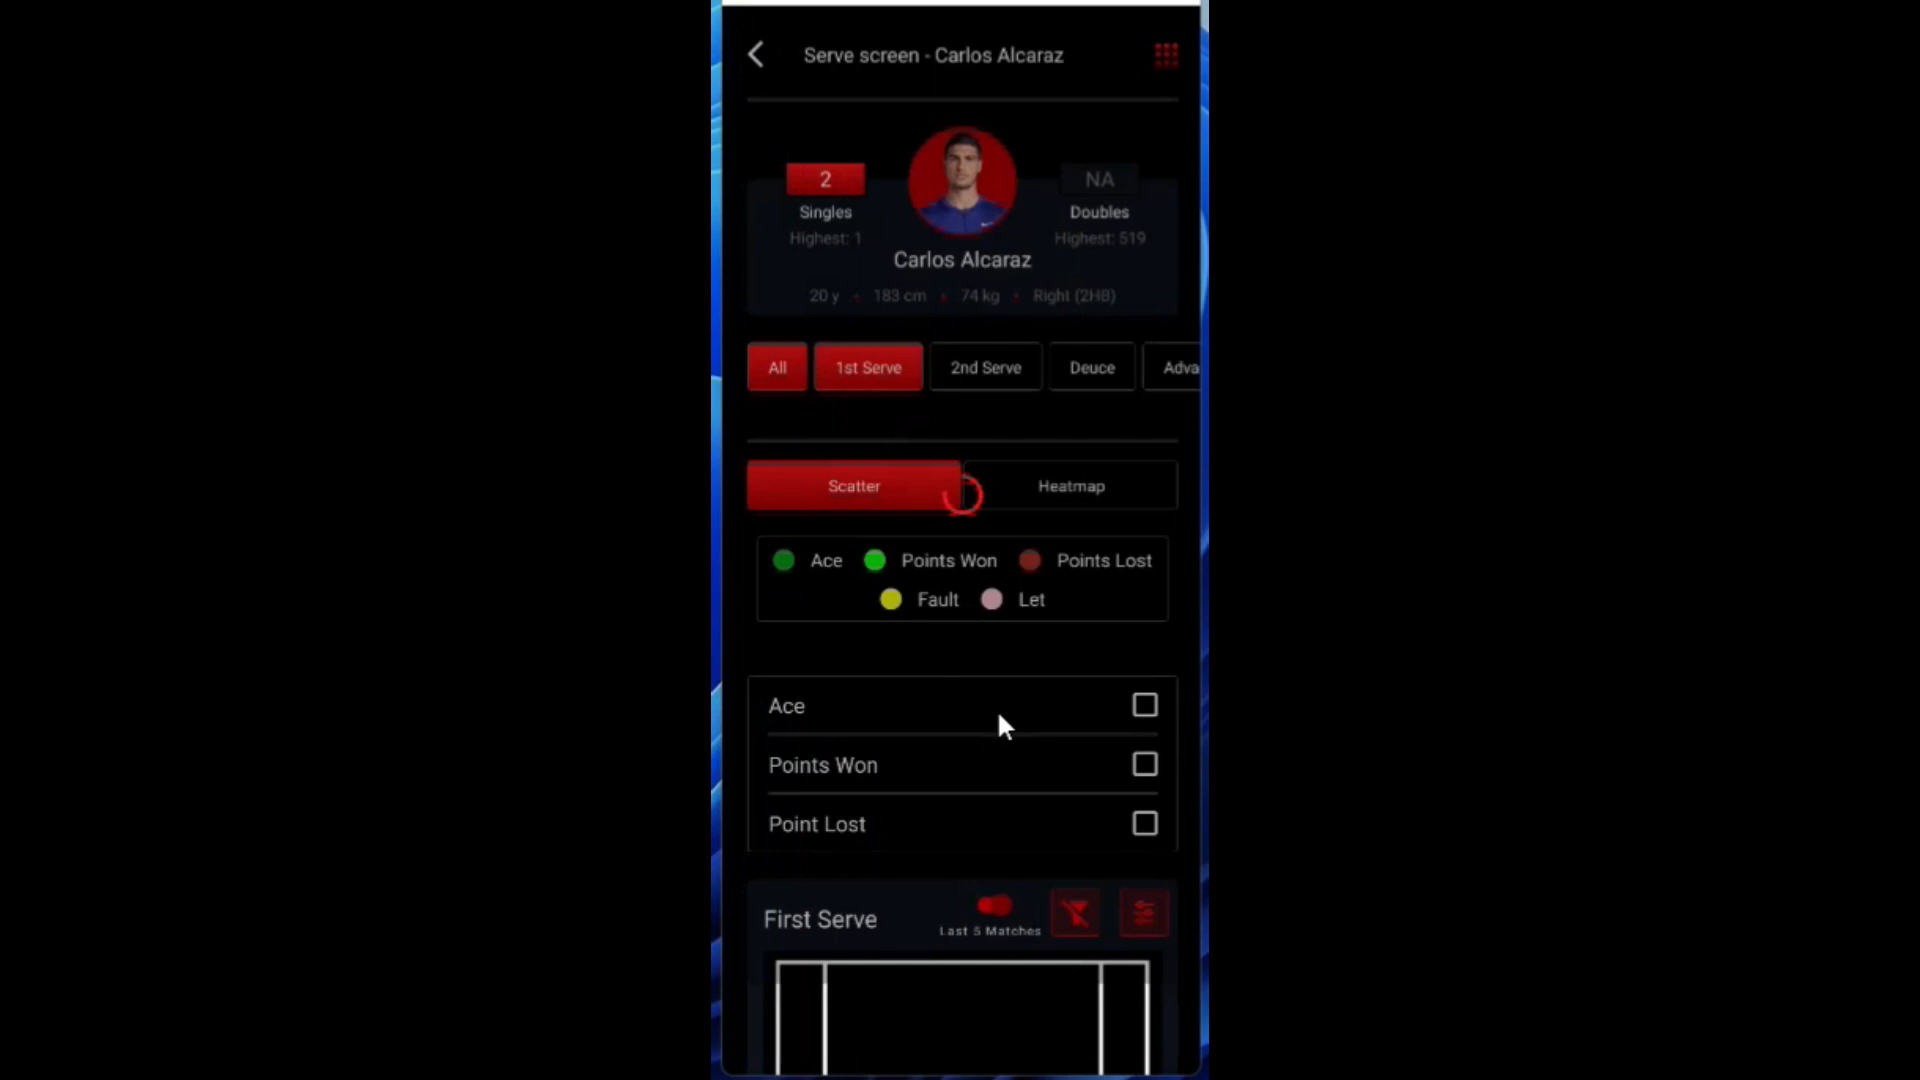 Serve screen - Carlos Alcaraz
2
NA
Singles
Doubles
Highest: 1
Highest: 519
Carlos Alcaraz
20 y • 183 cm • 74 kg • Right (2HB)
All
1st Serve
2nd Serve
Deuce
Adva
Scatter
Heatmap
Ace
Points Won
Points Lost
Fault
Let
Ace
Points Won
Point Lost
First Serve
Last 5 Matches